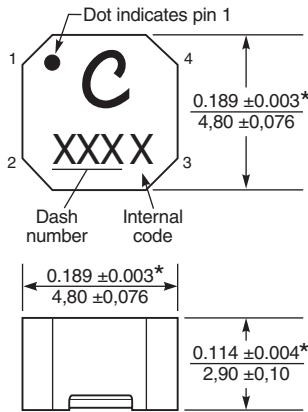 Dot indicates pin 1
1
4
C
0.189 ±0.003*
4,80 ±0,076
XXX X
2
3
Dash number
Internal code
0.189 ±0.003*
4,80 ±0,076
0.114 ±0.004*
2,90 ±0,10